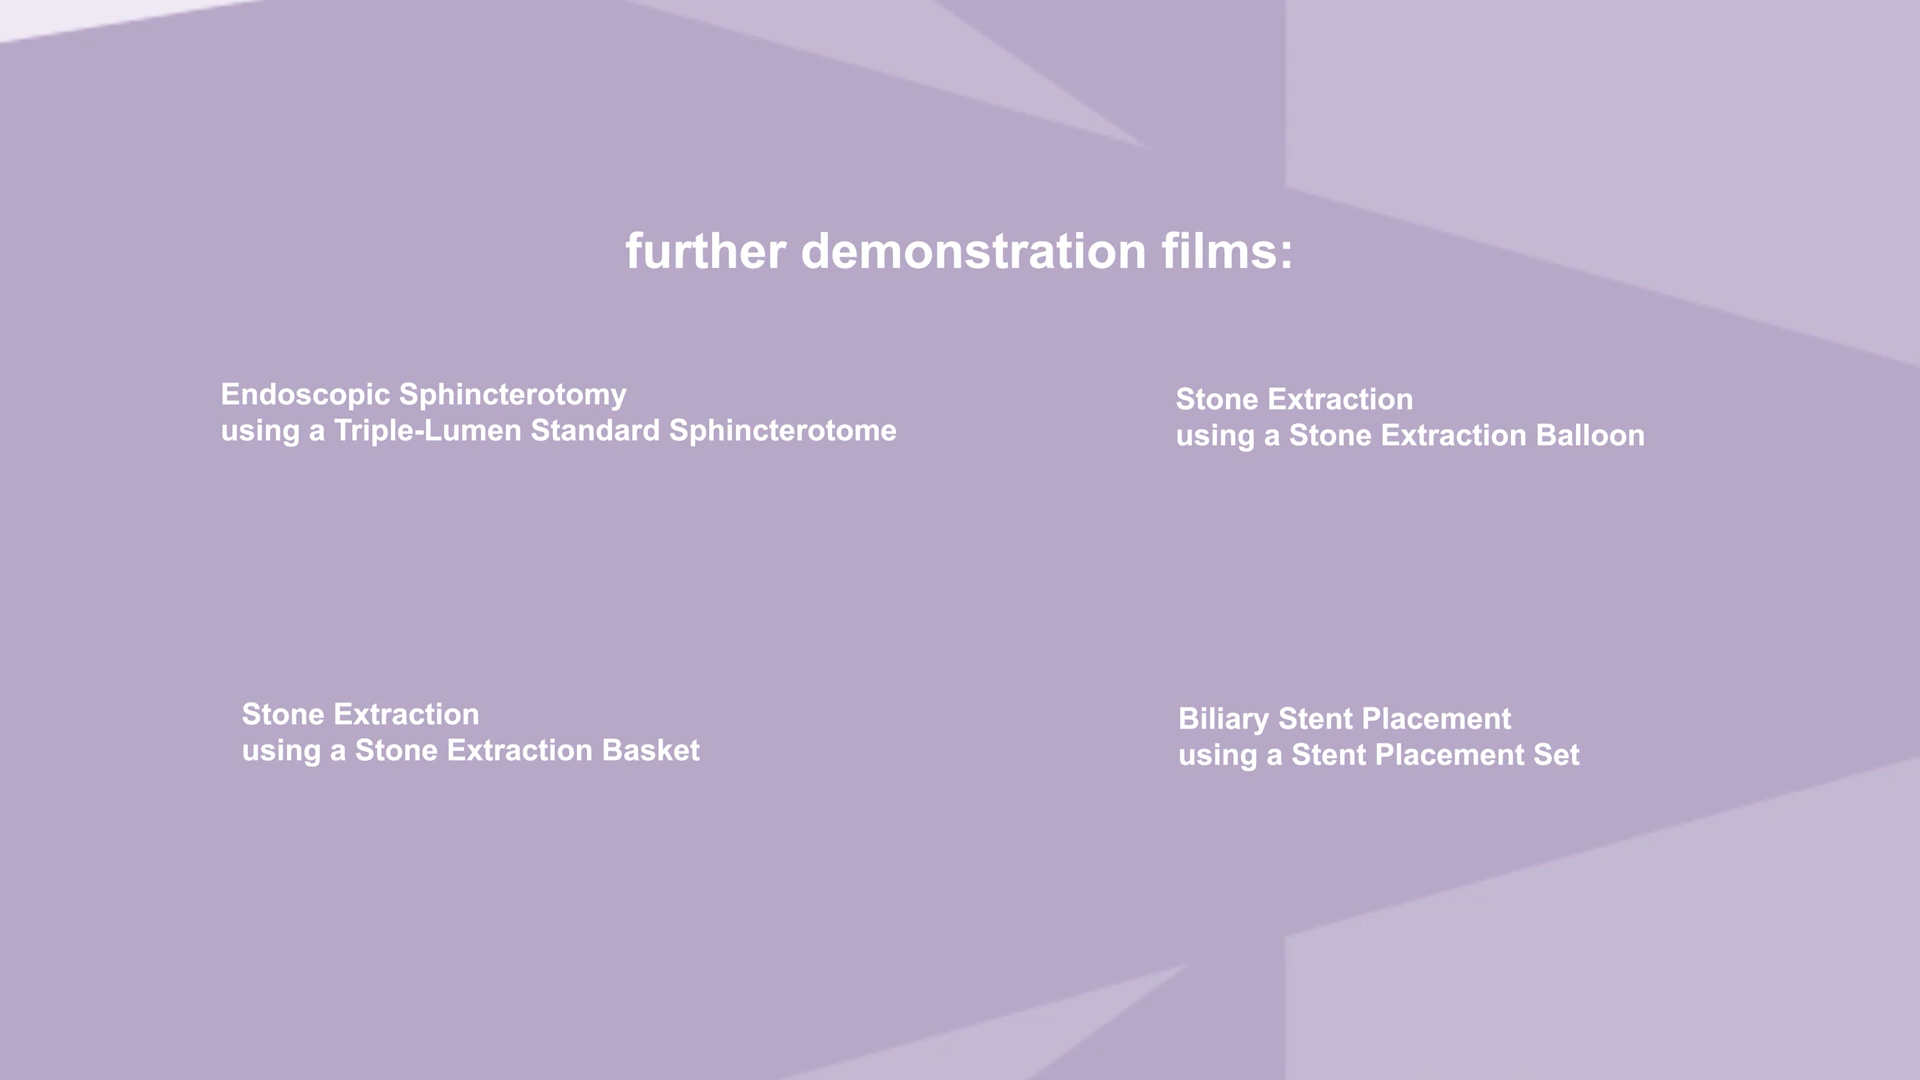 further demonstration films:
Endoscopic Sphincterotomy
using a Triple-Lumen Standard Sphincterotome
Stone Extraction
using a Stone Extraction Balloon
Stone Extraction
using a Stone Extraction Basket
Biliary Stent Placement
using a Stent Placement Set